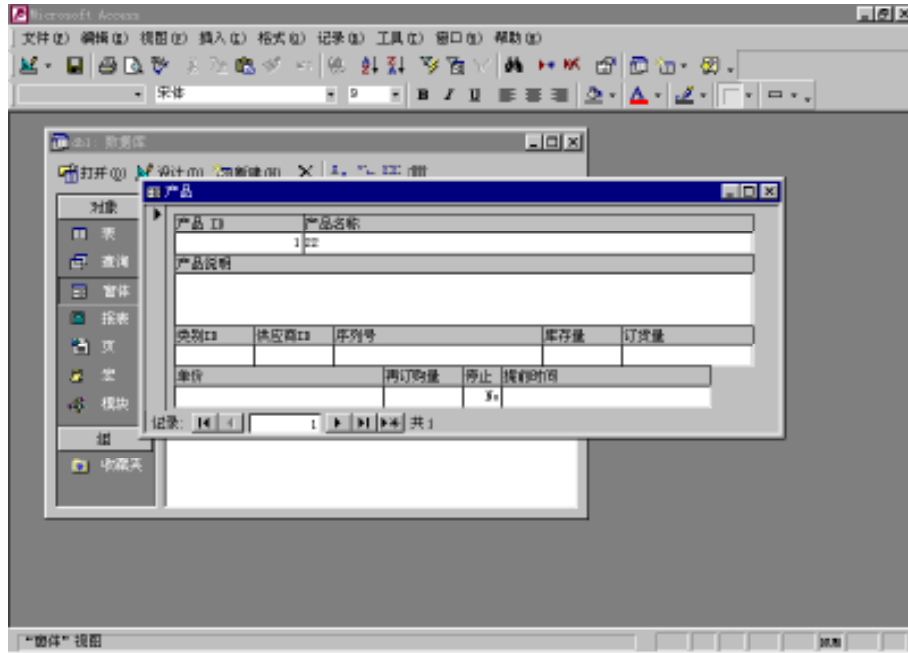 Microsoft Access
文件(F) 编辑(E) 视图(V) 插入(I) 格式(O) 记录(R) 工具(T) 窗口(W) 帮助(H)
宋体 9 B I U
db1: 数据库
打开(O) 设计(D) 新建(N)
产品
对象
表
查询
窗体
报表
页
宏
模块
组
收藏夹
产品 ID 产品名称
1 22
产品说明
类别ID 供应商ID 序列号 库存量 订货量
单价 再订购量 停止 提前时间
No
记录: 1 共1
"窗体" 视图